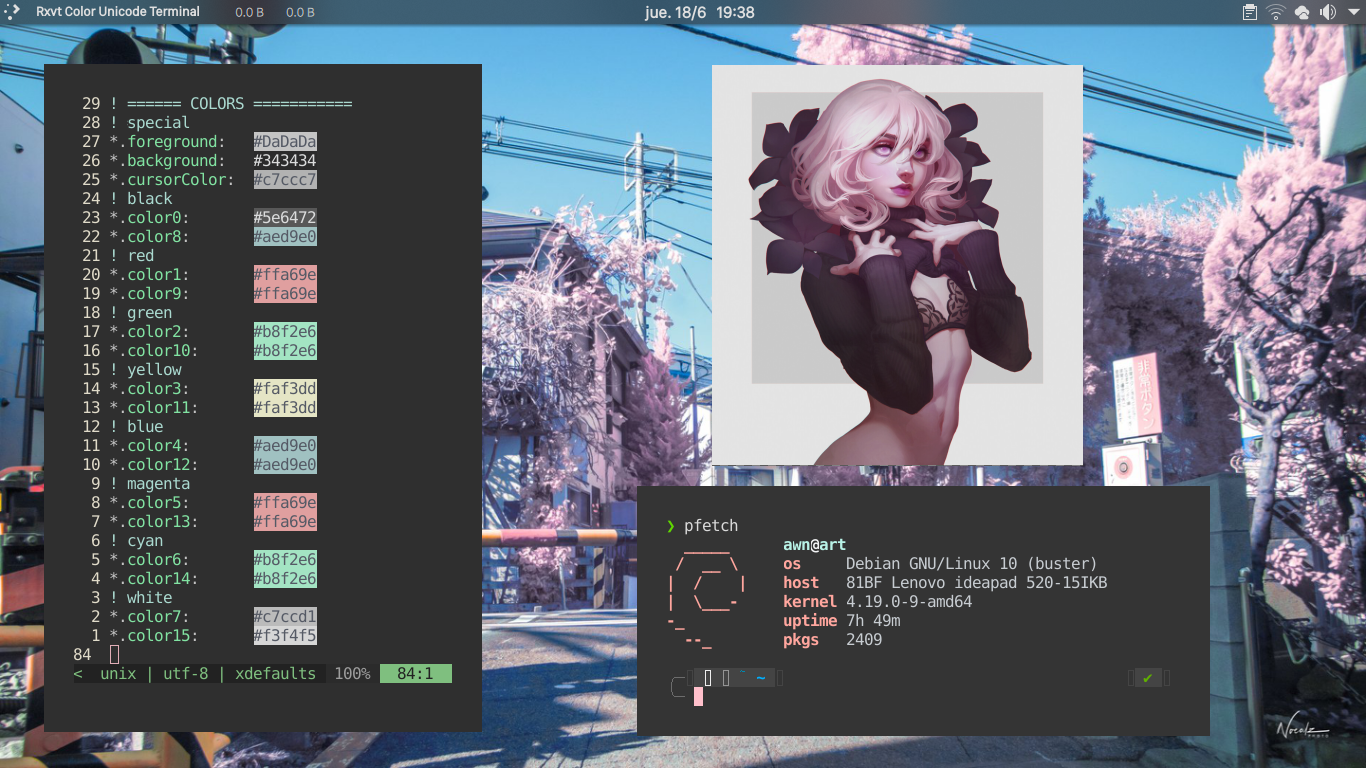 Rxvt Color Unicode Terminal 0.0 B 0.0 B jue. 18/6 19:38
29 ! ====== COLORS ===========
28 ! special
27 *.foreground: #DaDaDa
26 *.background: #343434
25 *.cursorColor: #c7ccc7
24 ! black
23 *.color0: #5e6472
22 *.color8: #aed9e0
21 ! red
20 *.color1: #ffa69e
19 *.color9: #ffa69e
18 ! green
17 *.color2: #b8f2e6
16 *.color10: #b8f2e6
15 ! yellow
14 *.color3: #faf3dd
13 *.color11: #faf3dd
12 ! blue
11 *.color4: #aed9e0
10 *.color12: #aed9e0
9 ! magenta
8 *.color5: #ffa69e
7 *.color13: #ffa69e
6 ! cyan
5 *.color6: #b8f2e6
4 *.color14: #b8f2e6
3 ! white
2 *.color7: #c7ccd1
1 *.color15: #f3f4f5
84
< unix | utf-8 | xdefaults 100% 84:1
非常ボタン
❯ pfetch
awn@art
os Debian GNU/Linux 10 (buster)
host 81BF Lenovo ideapad 520-15IKB
kernel 4.19.0-9-amd64
uptime 7h 49m
pkgs 2409
~ ✔